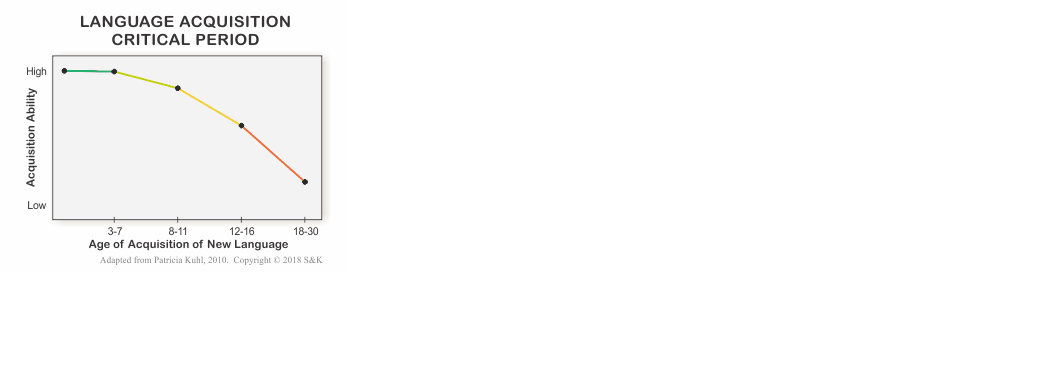 LANGUAGE ACQUISITION
CRITICAL PERIOD
High
Acquisition Ability
Low
3-7 8-11 12-16 18-30
Age of Acquisition of New Language
Adapted from Patricia Kuhl, 2010. Copyright © 2018 S&K